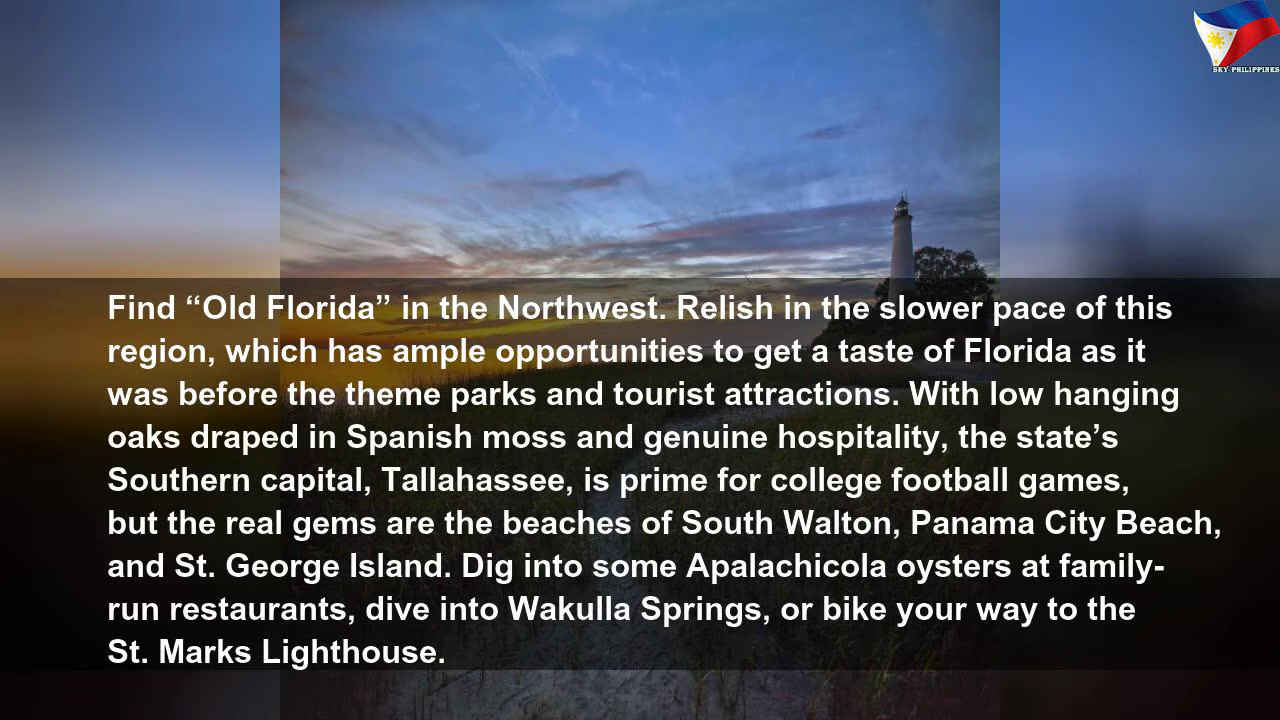 SKY PHILIPPINES
Find “Old Florida” in the Northwest. Relish in the slower pace of this
region, which has ample opportunities to get a taste of Florida as it
was before the theme parks and tourist attractions. With low hanging
oaks draped in Spanish moss and genuine hospitality, the state’s
Southern capital, Tallahassee, is prime for college football games,
but the real gems are the beaches of South Walton, Panama City Beach,
and St. George Island. Dig into some Apalachicola oysters at family-
run restaurants, dive into Wakulla Springs, or bike your way to the
St. Marks Lighthouse.